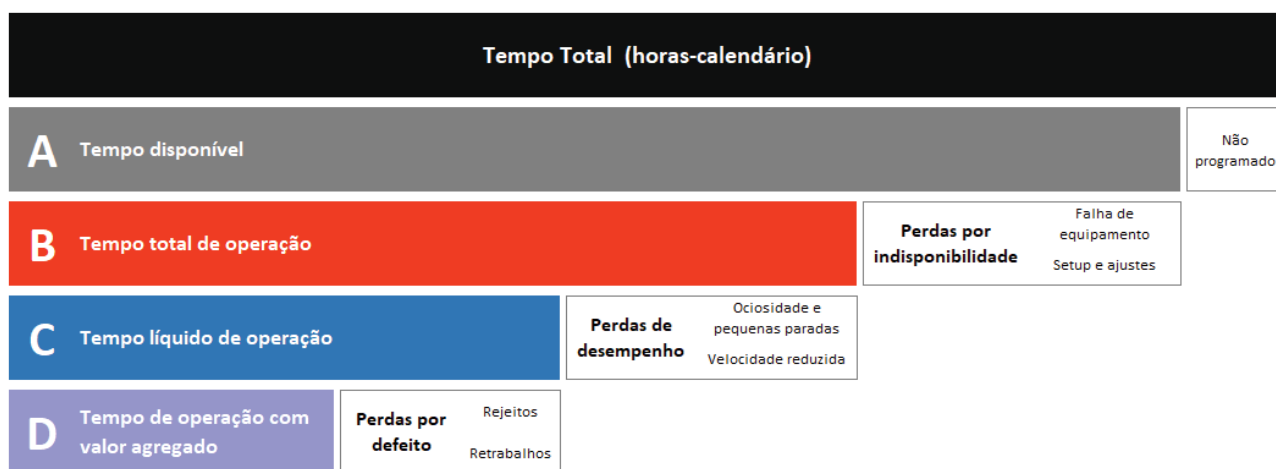 Tempo Total (horas-calendário)
A
Tempo disponível
Não
programado
B
Tempo total de operação
Perdas por
indisponibilidade
Falha de
equipamento
Setup e ajustes
C
Tempo líquido de operação
Perdas de
desempenho
Ociosidade e
pequenas paradas
Velocidade reduzida
D
Tempo de operação com
valor agregado
Perdas por
defeito
Rejeitos
Retrabalhos